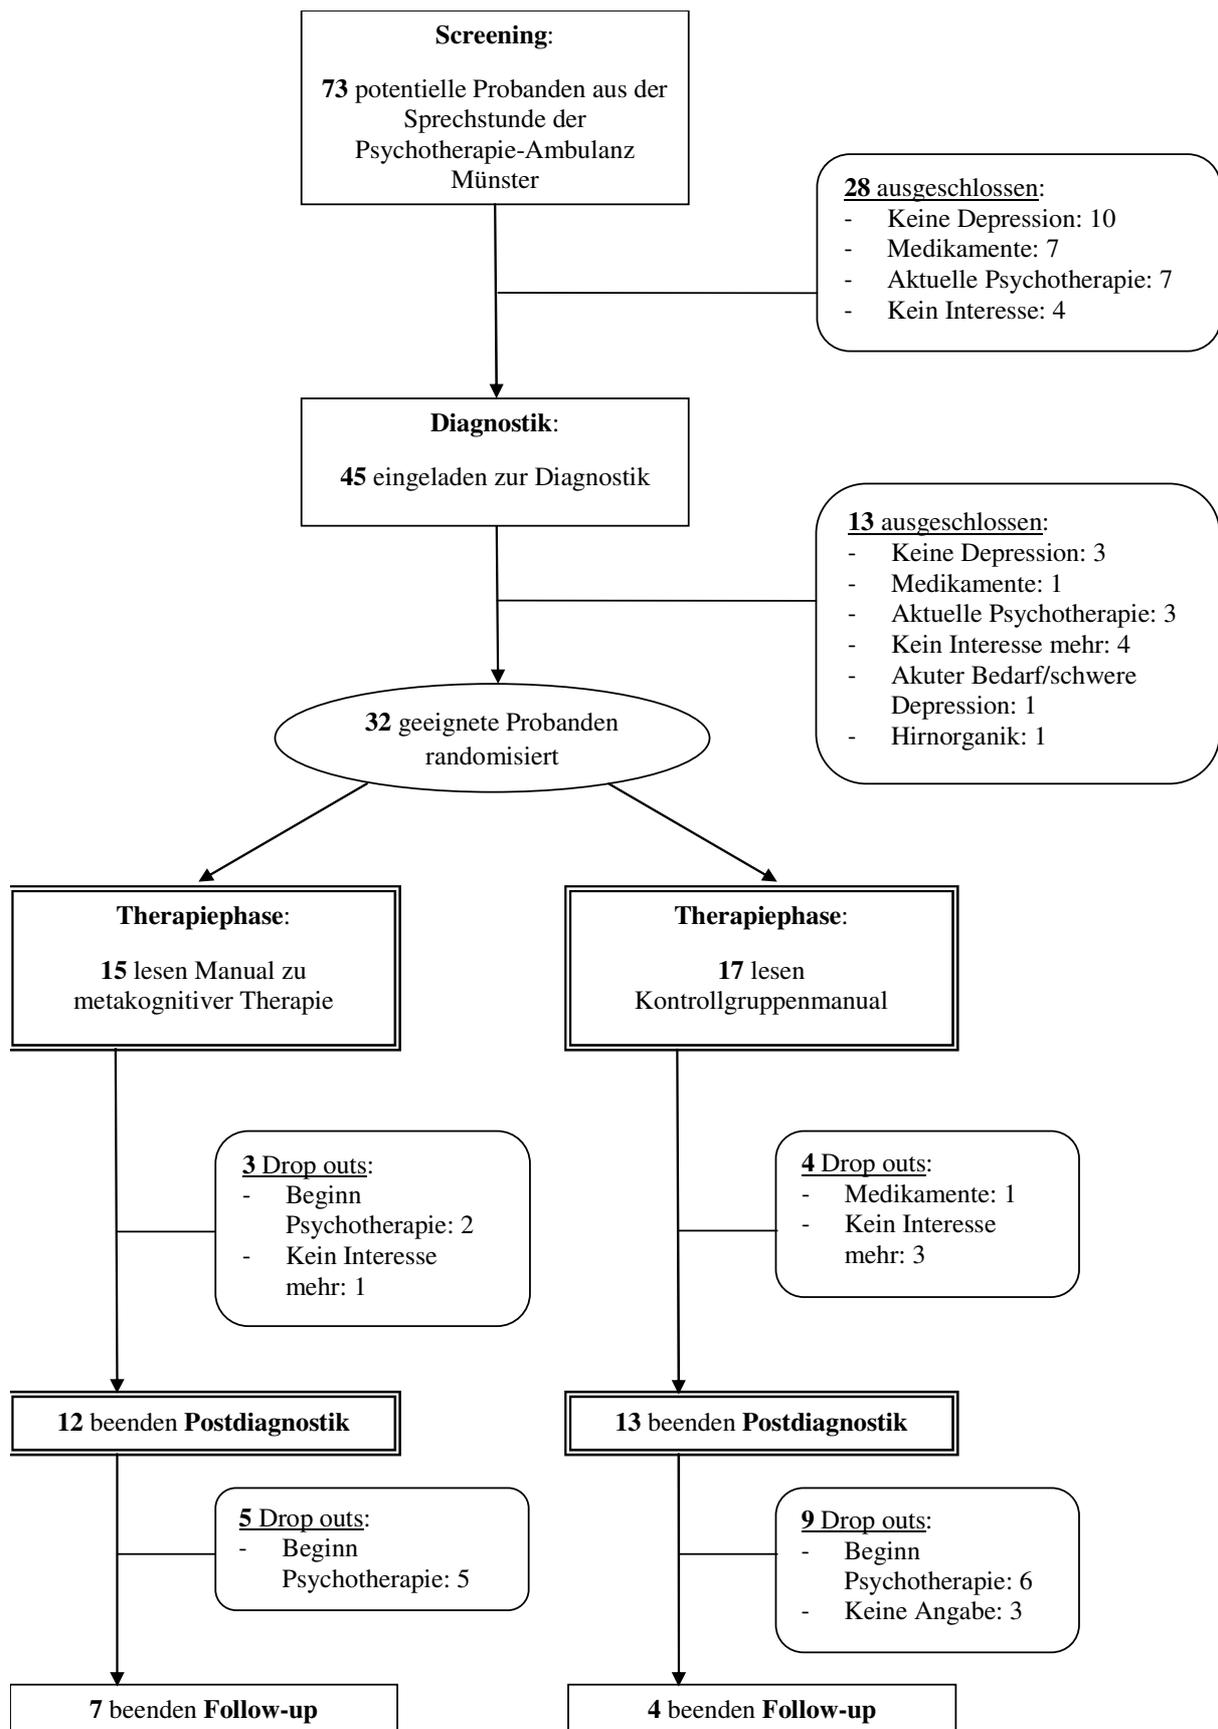 Screening:
73 potentielle Probanden aus der
Sprechstunde der
Psychotherapie-Ambulanz
Münster
28 ausgeschlossen:
- Keine Depression: 10
- Medikamente: 7
- Aktuelle Psychotherapie: 7
- Kein Interesse: 4
Diagnostik:
45 eingeladen zur Diagnostik
13 ausgeschlossen:
- Keine Depression: 3
- Medikamente: 1
- Aktuelle Psychotherapie: 3
- Kein Interesse mehr: 4
- Akuter Bedarf/schwere
Depression: 1
- Hirnorganik: 1
32 geeignete Probanden
randomisiert
Therapiephase:
15 lesen Manual zu
metakognitiver Therapie
Therapiephase:
17 lesen
Kontrollgruppenmanual
3 Drop outs:
- Beginn
Psychotherapie: 2
- Kein Interesse
mehr: 1
4 Drop outs:
- Medikamente: 1
- Kein Interesse
mehr: 3
12 beenden Postdiagnostik
13 beenden Postdiagnostik
5 Drop outs:
- Beginn
Psychotherapie: 5
9 Drop outs:
- Beginn
Psychotherapie: 6
- Keine Angabe: 3
7 beenden Follow-up
4 beenden Follow-up